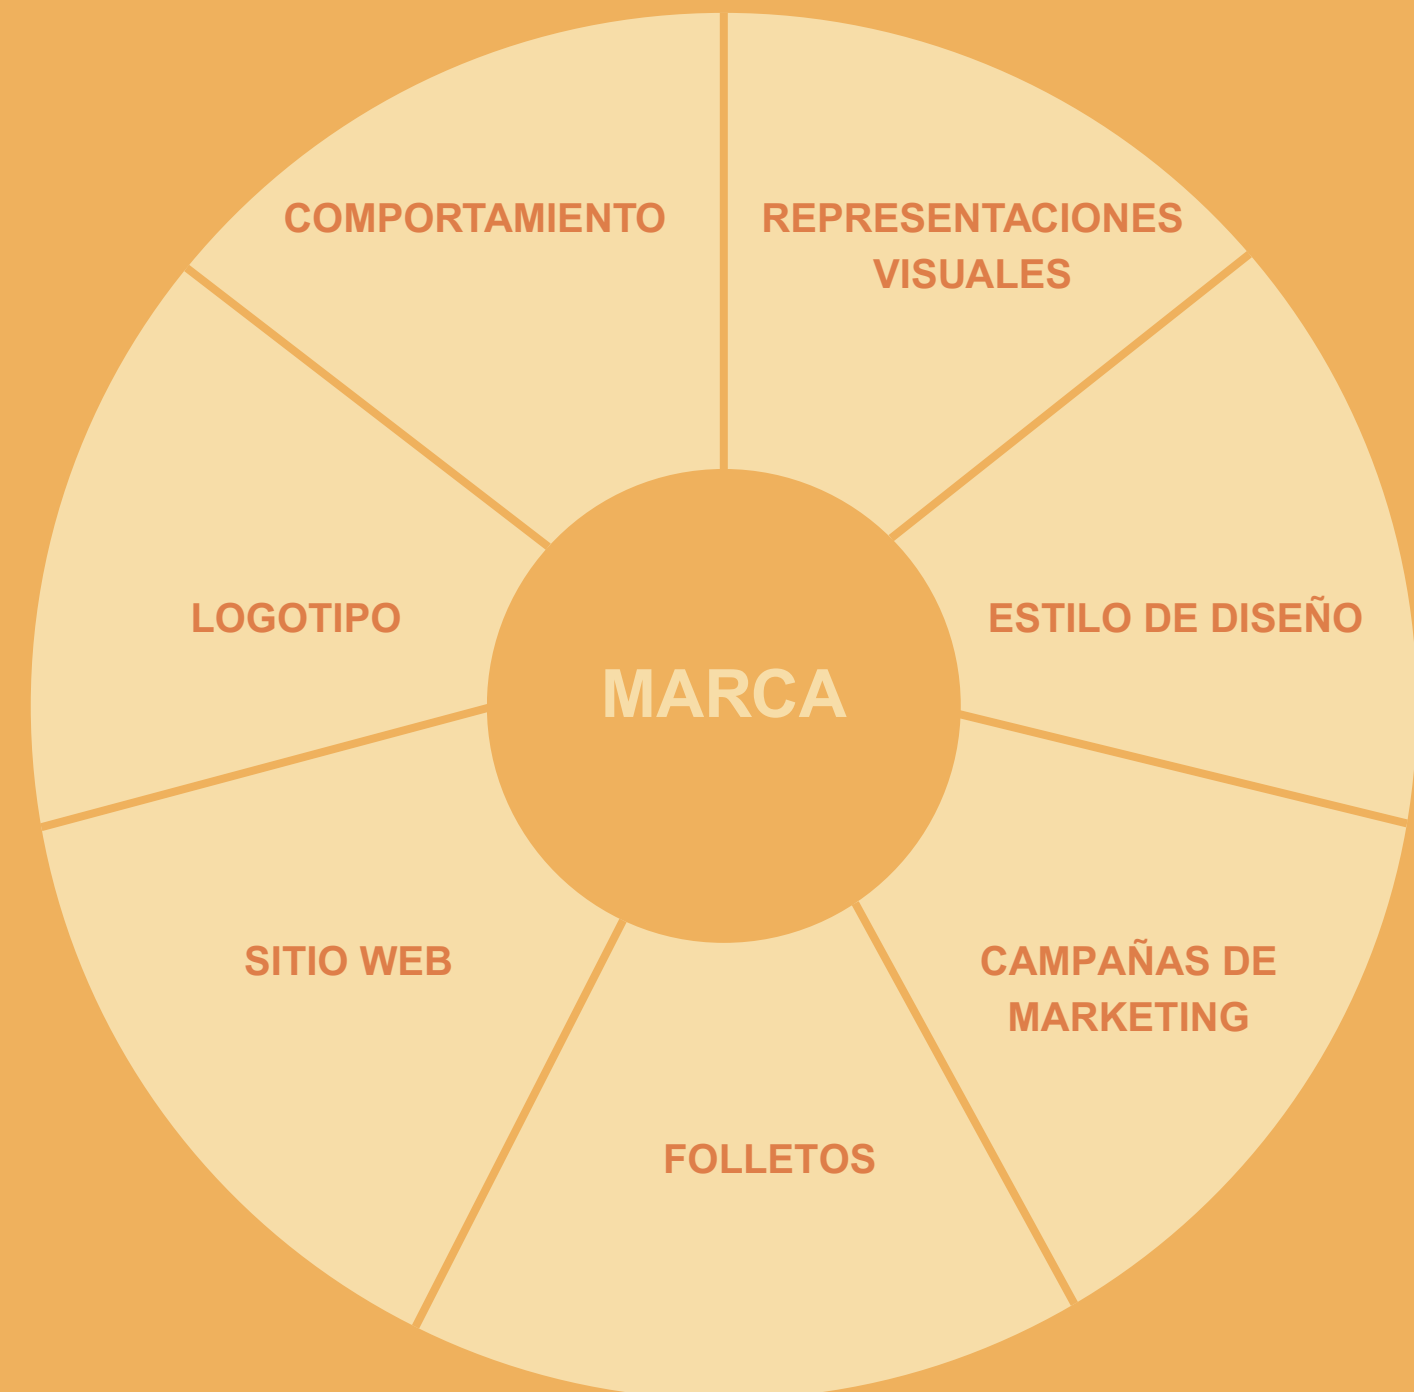 COMPORTAMIENTO
REPRESENTACIONES
VISUALES
LOGOTIPO
ESTILO DE DISEÑO
MARCA
SITIO WEB
CAMPAÑAS DE
MARKETING
FOLLETOS